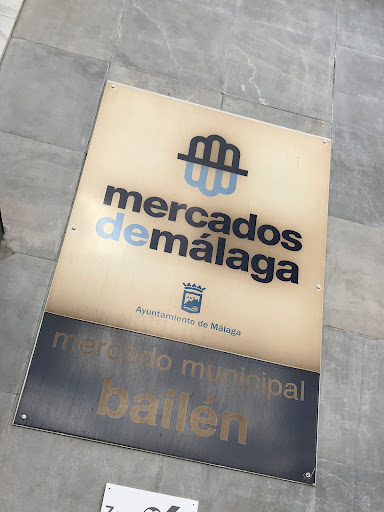 mercados
demálaga
Ayuntamiento de Málaga
mercado municipal
bailén